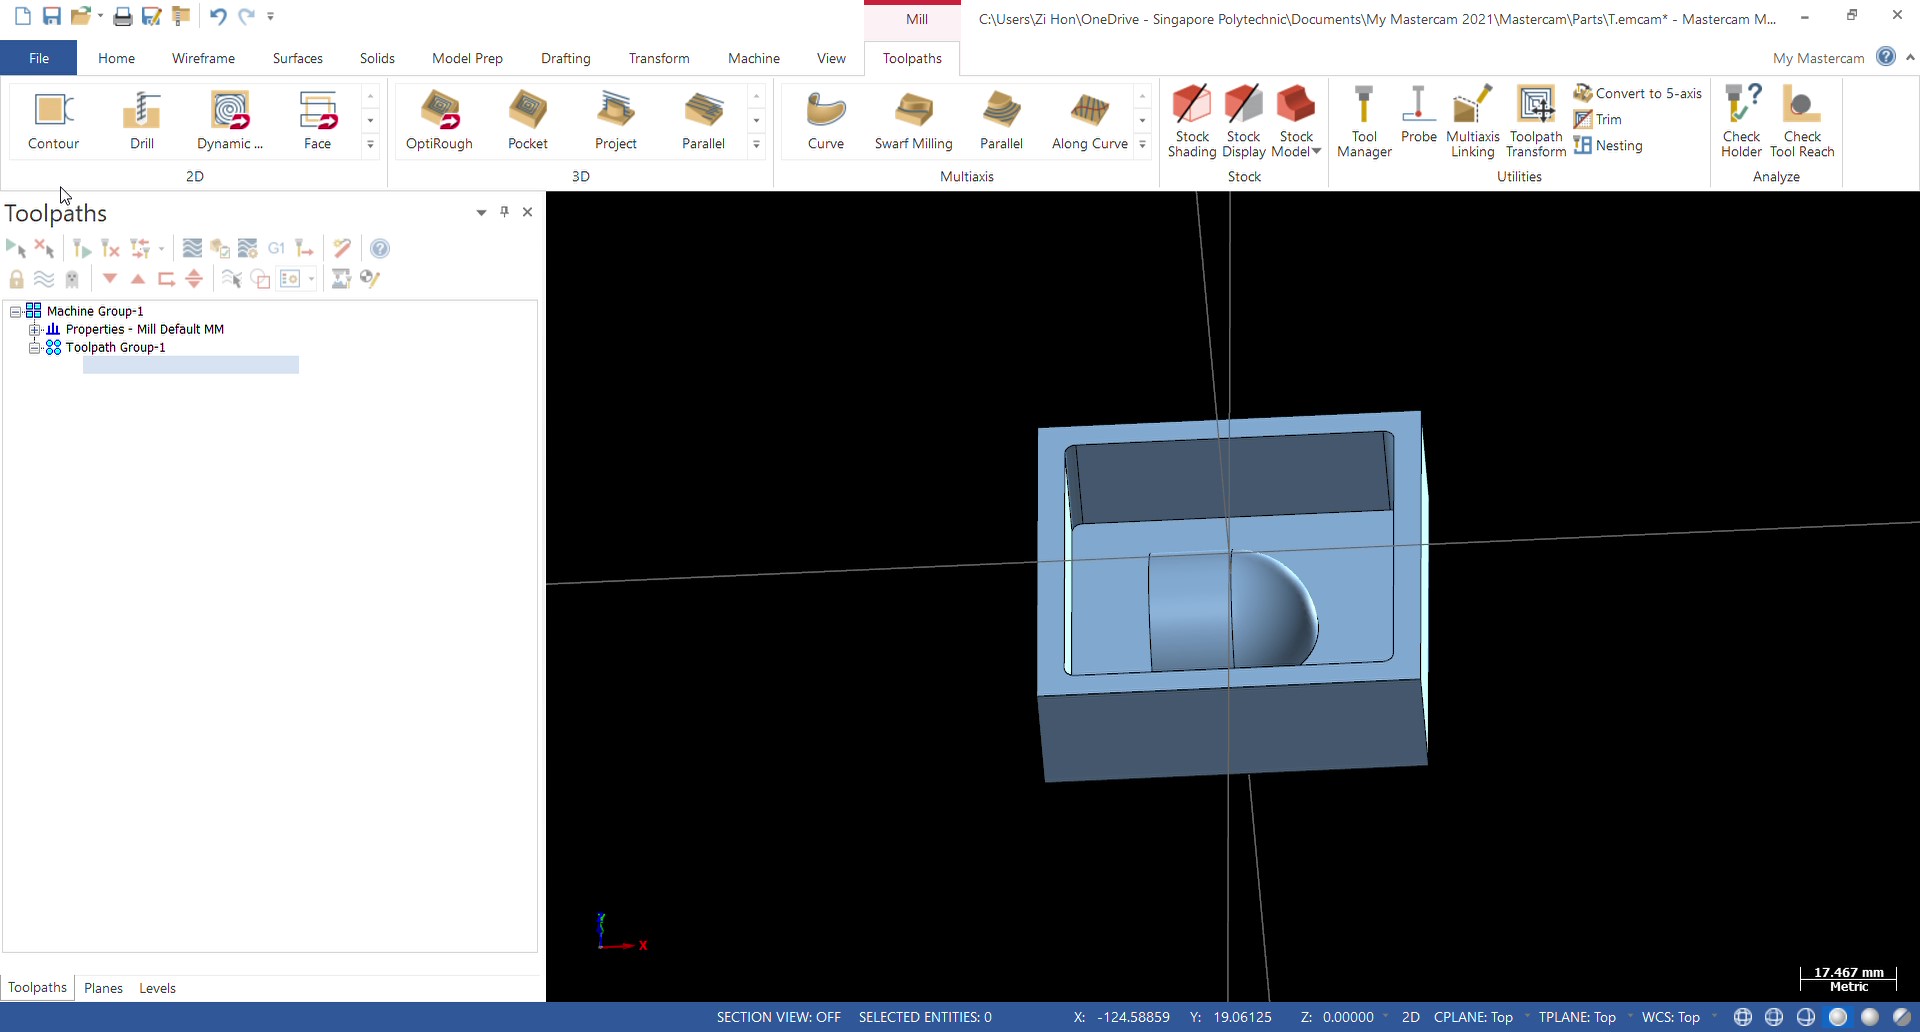 Mill
C:\Users\Zi Hon\OneDrive - Singapore Polytechnic\Documents\My Mastercam 2021\Mastercam\Parts\T.emcam* - Mastercam M...
File Home Wireframe Surfaces Solids Model Prep Drafting Transform Machine View Toolpaths My Mastercam
Contour Drill Dynamic ... Face
2D
OptiRough Pocket Project Parallel
3D
Curve Swarf Milling Parallel Along Curve
Multiaxis
Stock Shading
Stock Display
Stock Model
Stock
Tool Manager
Probe
Multiaxis Linking
Toolpath Transform
Convert to 5-axis
Trim
Nesting
Utilities
Check Holder
Check Tool Reach
Analyze
Toolpaths
G1
Machine Group-1
Properties - Mill Default MM
Toolpath Group-1
X
17.467 mm
Metric
Toolpaths Planes Levels
SECTION VIEW: OFF SELECTED ENTITIES: 0 X: -124.58859 Y: 19.06125 Z: 0.00000 2D CPLANE: Top TPLANE: Top WCS: Top